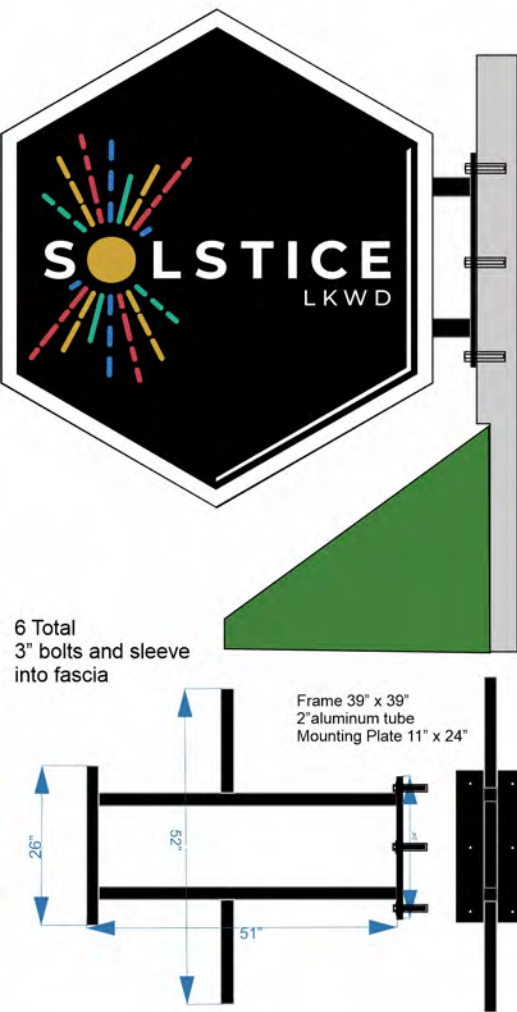 SOLSTICE
LKWD
6 Total
3" bolts and sleeve
into fascia
Frame 39" x 39"
2"aluminum tube
Mounting Plate 11" x 24"
26"
52"
24"
51"